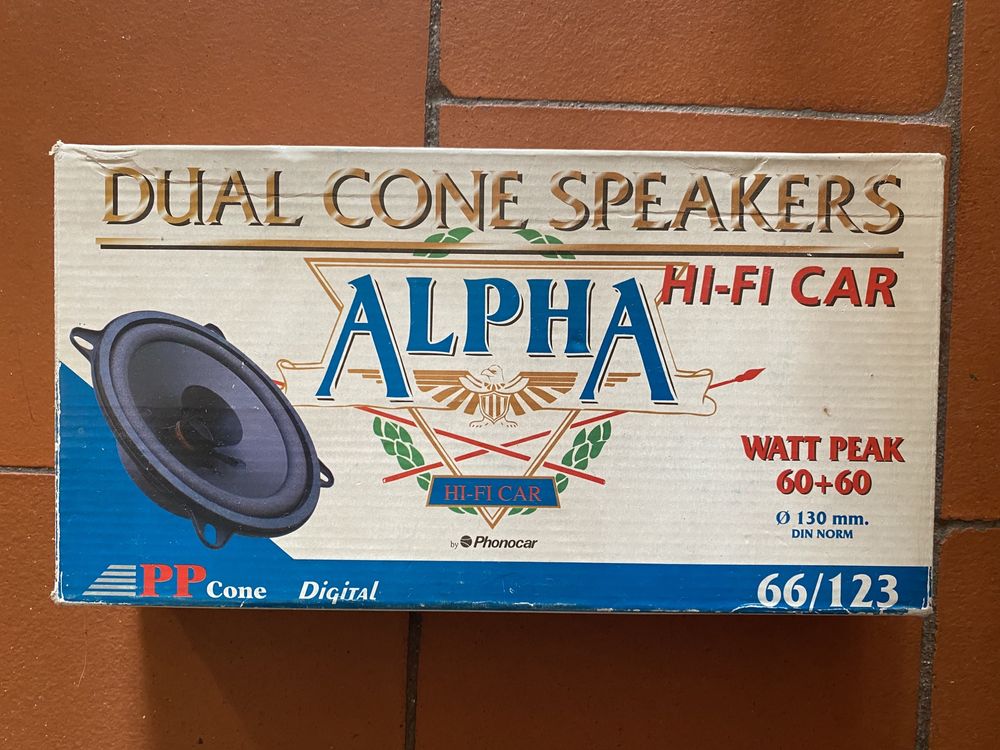 DUAL CONE SPEAKERS
HI-FI CAR
ALPHA
HI-FI CAR
by Phonocar
WATT PEAK
60+60
Ø 130 mm.
DIN NORM
PP Cone
Digital
66/123